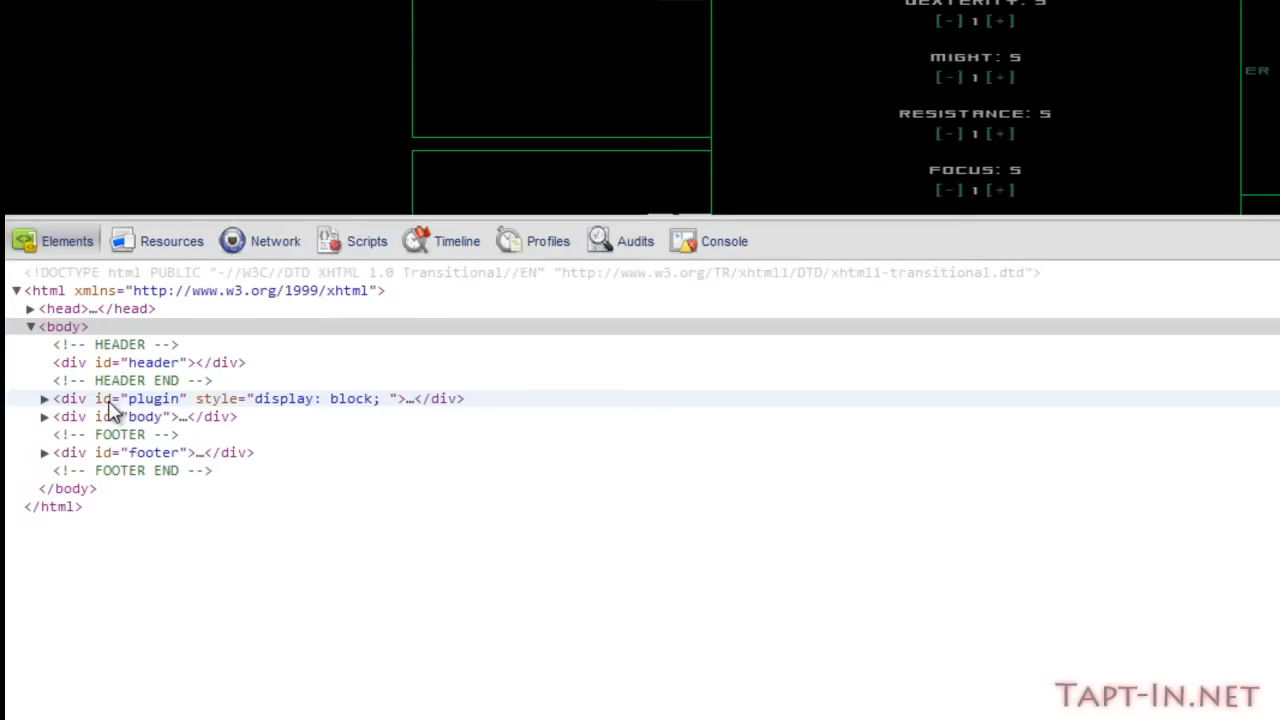 DEXTERITY: 5
[-] 1 [+]
MIGHT: 5
[-] 1 [+]
RESISTANCE: 5
[-] 1 [+]
FOCUS: 5
[-] 1 [+]
ER
Elements Resources Network Scripts Timeline Profiles Audits Console
<!DOCTYPE html PUBLIC "-//W3C//DTD XHTML 1.0 Transitional//EN" "http://www.w3.org/TR/xhtml1/DTD/xhtml1-transitional.dtd">
▼<html xmlns="http://www.w3.org/1999/xhtml">
▶<head>…</head>
▼<body>
<!-- HEADER -->
<div id="header"></div>
<!-- HEADER END -->
▶<div id="plugin" style="display: block; ">…</div>
▶<div id="body">…</div>
<!-- FOOTER -->
▶<div id="footer">…</div>
<!-- FOOTER END -->
</body>
</html>
TAPT-IN.NET